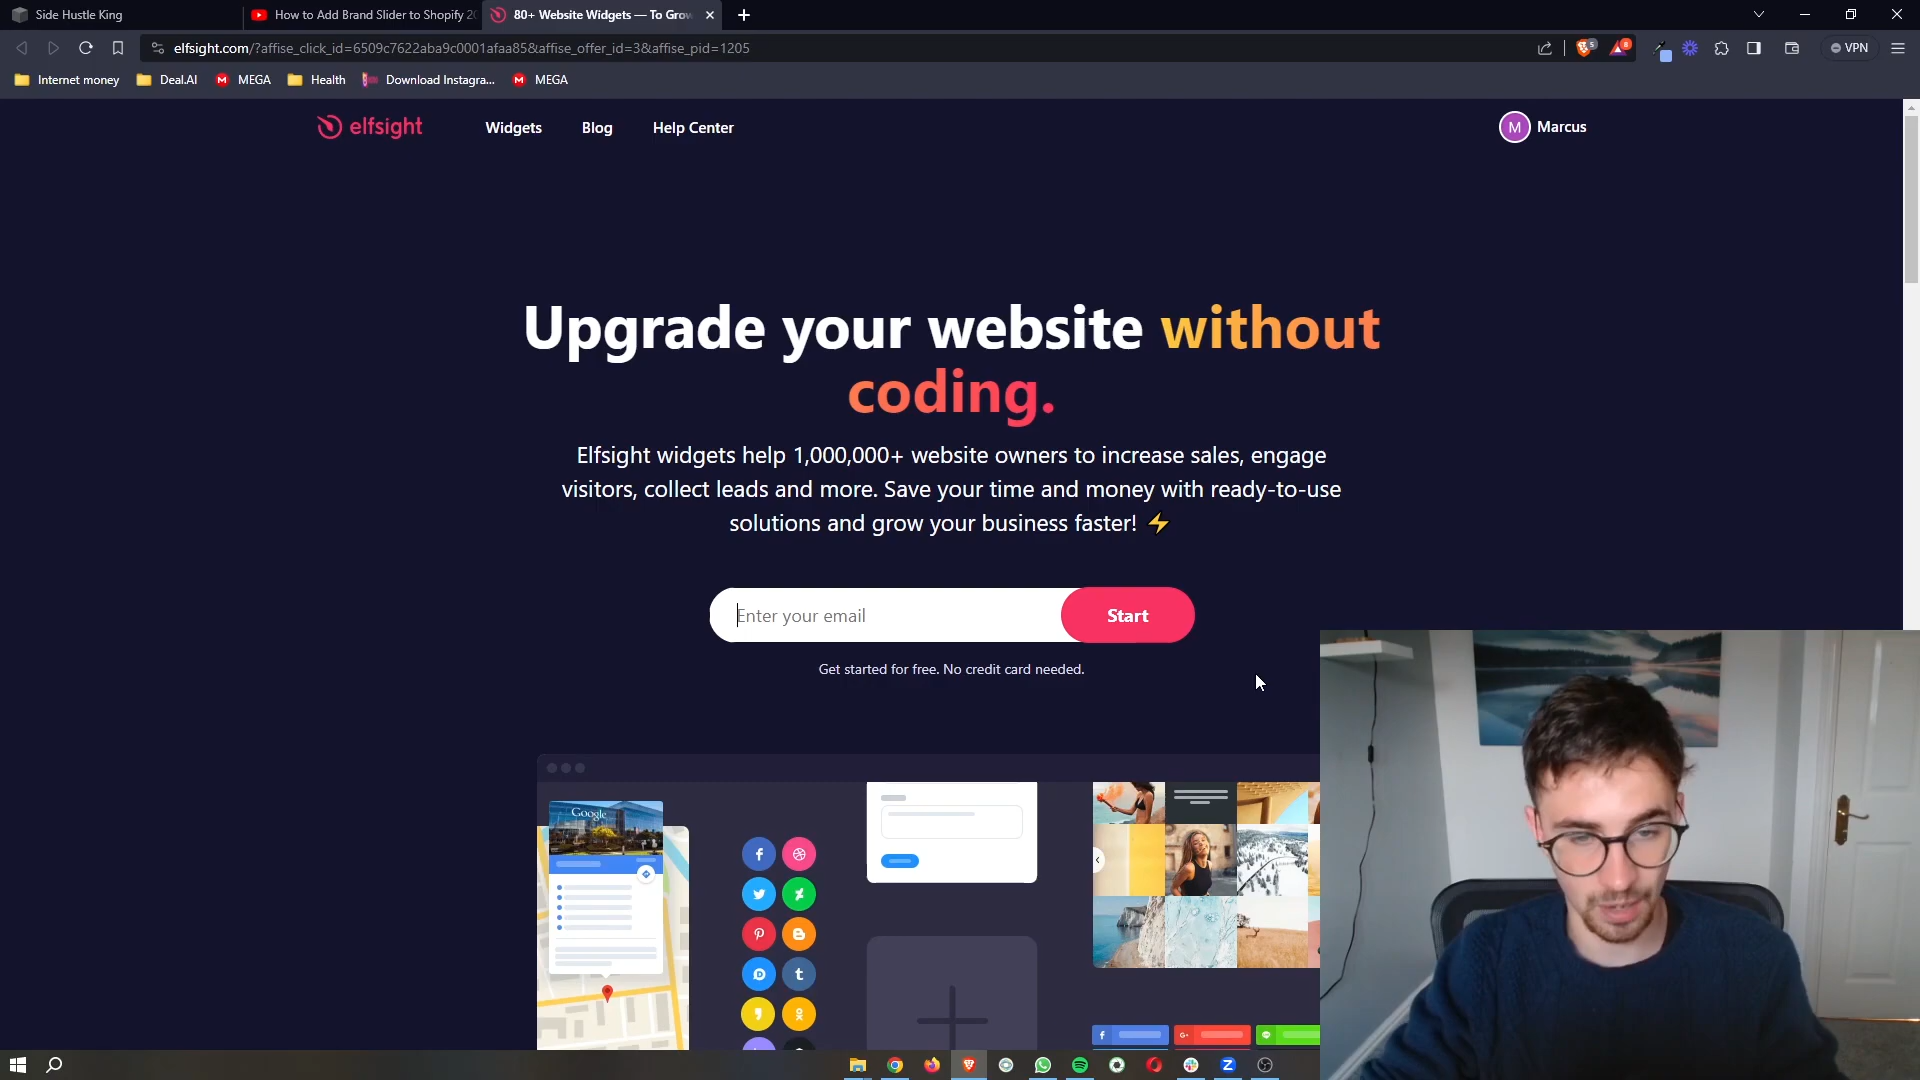 Side Hustle King
How to Add Brand Slider to Shopify 20
80+ Website Widgets — To Grow
elfsight.com/?affise_click_id=6509c7622aba9c0001afaa85&affise_offer_id=3&affise_pid=1205
VPN
Internet money
Deal.AI
MEGA
Health
Download Instagra...
MEGA
elfsight
Widgets
Blog
Help Center
M
Marcus
Upgrade your website without
coding.
Elfsight widgets help 1,000,000+ website owners to increase sales, engage
visitors, collect leads and more. Save your time and money with ready-to-use
solutions and grow your business faster! ⚡
Enter your email
Start
Get started for free. No credit card needed.
Google